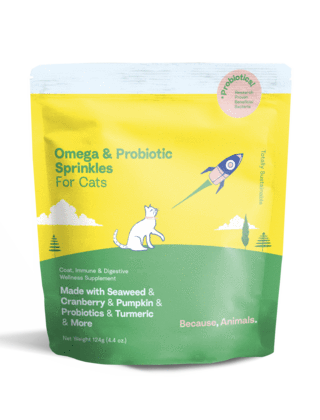 *Probiotics!
Omega & Probiotic
Sprinkles
For Cats
Totally Sustainable
Coat, Immune & Digestive
Wellness Supplement
Made with Seaweed &
Cranberry & Pumpkin &
Probiotics & Turmeric
& More
Because, Animals.
Net Weight 124g (4.4 oz.)